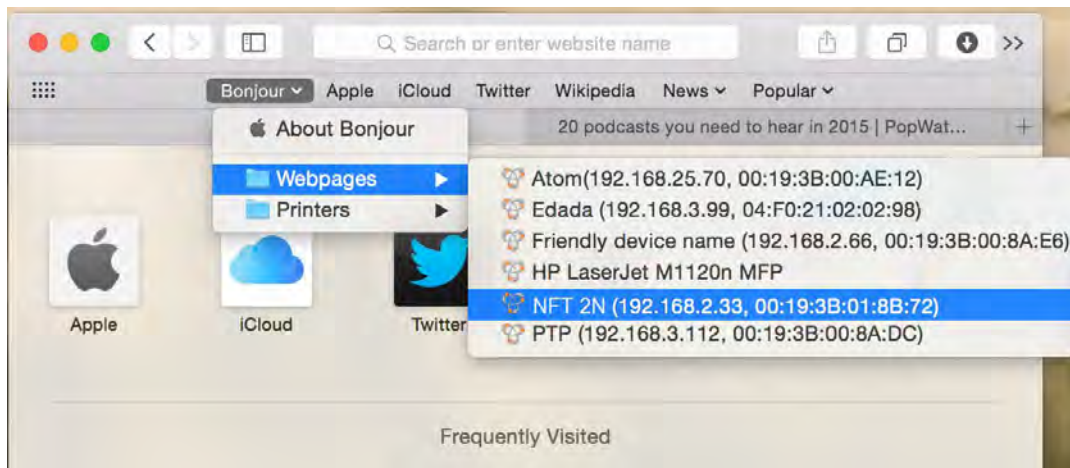 Search or enter website name
>>
Bonjour Apple iCloud Twitter Wikipedia News Popular
About Bonjour
20 podcasts you need to hear in 2015 | PopWat... +
Webpages
Printers
Atom(192.168.25.70, 00:19:3B:00:AE:12)
Edada (192.168.3.99, 04:F0:21:02:02:98)
Friendly device name (192.168.2.66, 00:19:3B:00:8A:E6)
HP LaserJet M1120n MFP
NFT 2N (192.168.2.33, 00:19:3B:01:8B:72)
PTP (192.168.3.112, 00:19:3B:00:8A:DC)
Apple iCloud Twitter
Frequently Visited